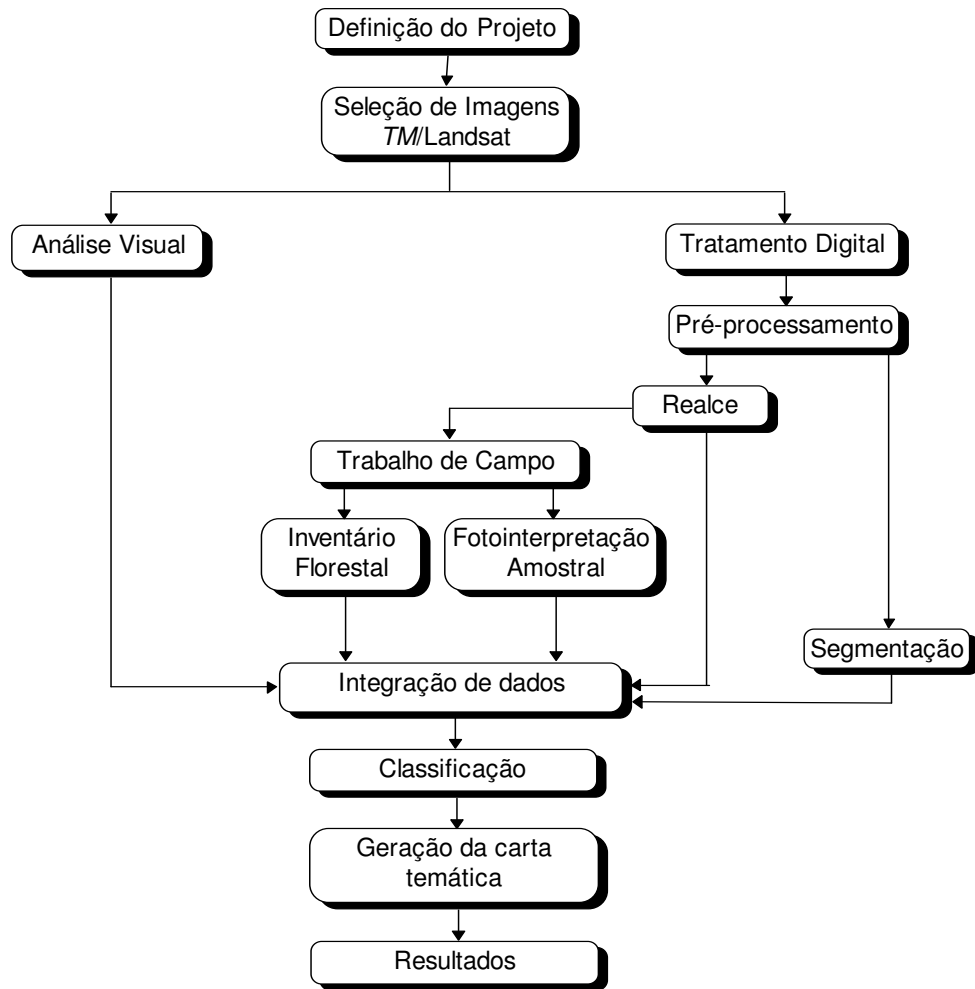 Definição do Projeto
Seleção de Imagens
TM/Landsat
Análise Visual
Tratamento Digital
Pré-processamento
Realce
Trabalho de Campo
Inventário
Florestal
Fotointerpretação
Amostral
Segmentação
Integração de dados
Classificação
Geração da carta
temática
Resultados